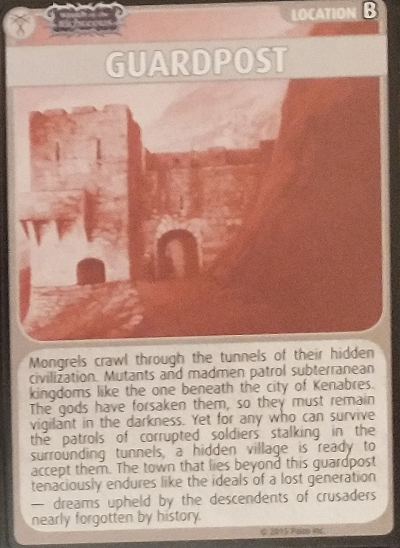 Wrath of the
Righteous
LOCATION B
GUARDPOST
Mongrels crawl through the tunnels of their hidden
civilization. Mutants and madmen patrol subterranean
kingdoms like the one beneath the city of Kenabres.
The gods have forsaken them, so they must remain
vigilant in the darkness. Yet for any who can survive
the patrols of corrupted soldiers stalking in the
surrounding tunnels, a hidden village is ready to
accept them. The town that lies beyond this guardpost
tenaciously endures like the ideals of a lost generation
— dreams upheld by the descendents of crusaders
nearly forgotten by history.
© 2015 Paizo Inc.